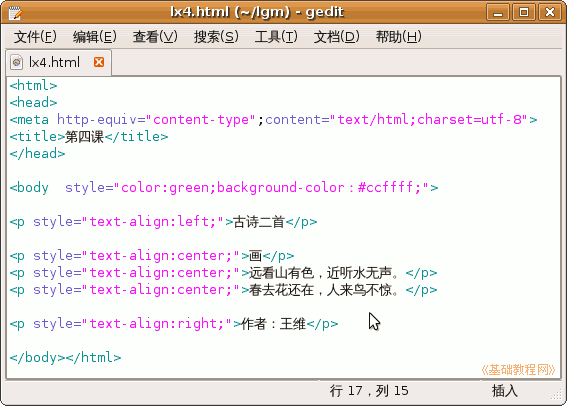 lx4.html (~/lgm) - gedit
文件(F) 编辑(E) 查看(V) 搜索(S) 工具(T) 文档(D) 帮助(H)
lx4.html
<html>
<head>
<meta http-equiv="content-type";content="text/html;charset=utf-8">
<title>第四课</title>
</head>
<body  style="color:green;background-color：#ccffff;">
<p style="text-align:left;">古诗二首</p>
<p style="text-align:center;">画</p>
<p style="text-align:center;">远看山有色，近听水无声。</p>
<p style="text-align:center;">春去花还在，人来鸟不惊。</p>
<p style="text-align:right;">作者：王维</p>
</body></html>
《基础教程网》
行 17，列 15 插入